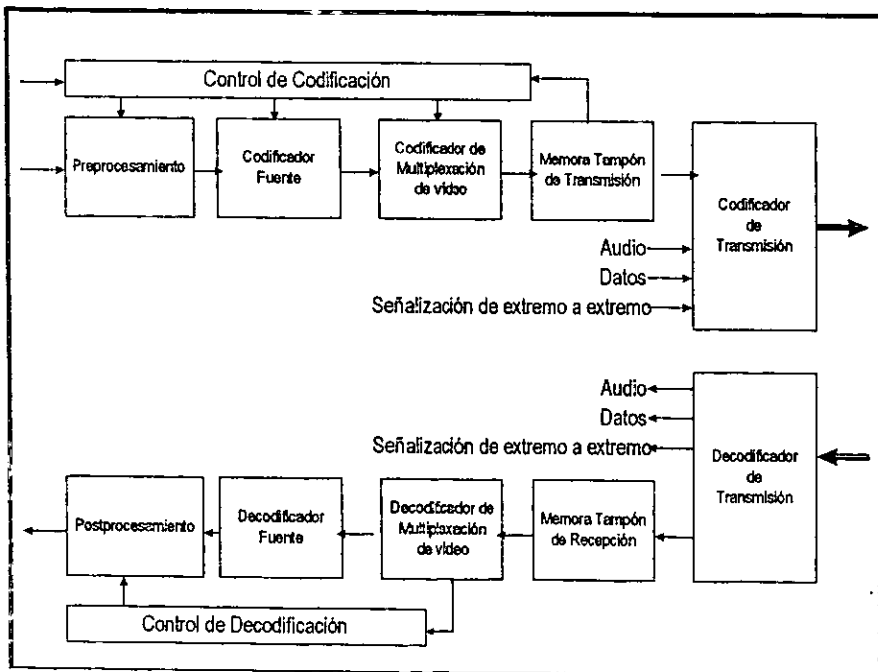 Control de Codificación
Preprocesamiento
Codificador
Fuente
Codificador de
Multiplexación
de vídeo
Memora Tampón
de Transmisión
Codificador
de
Transmisión
Audio
Datos
Señalización de extremo a extremo
Audio
Datos
Señalización de extremo a extremo
Decodificador
de
Transmisión
Postprocesamiento
Decodificador
Fuente
Decodificador de
Multiplexación
de vídeo
Memora Tampón
de Recepción
Control de Decodificación